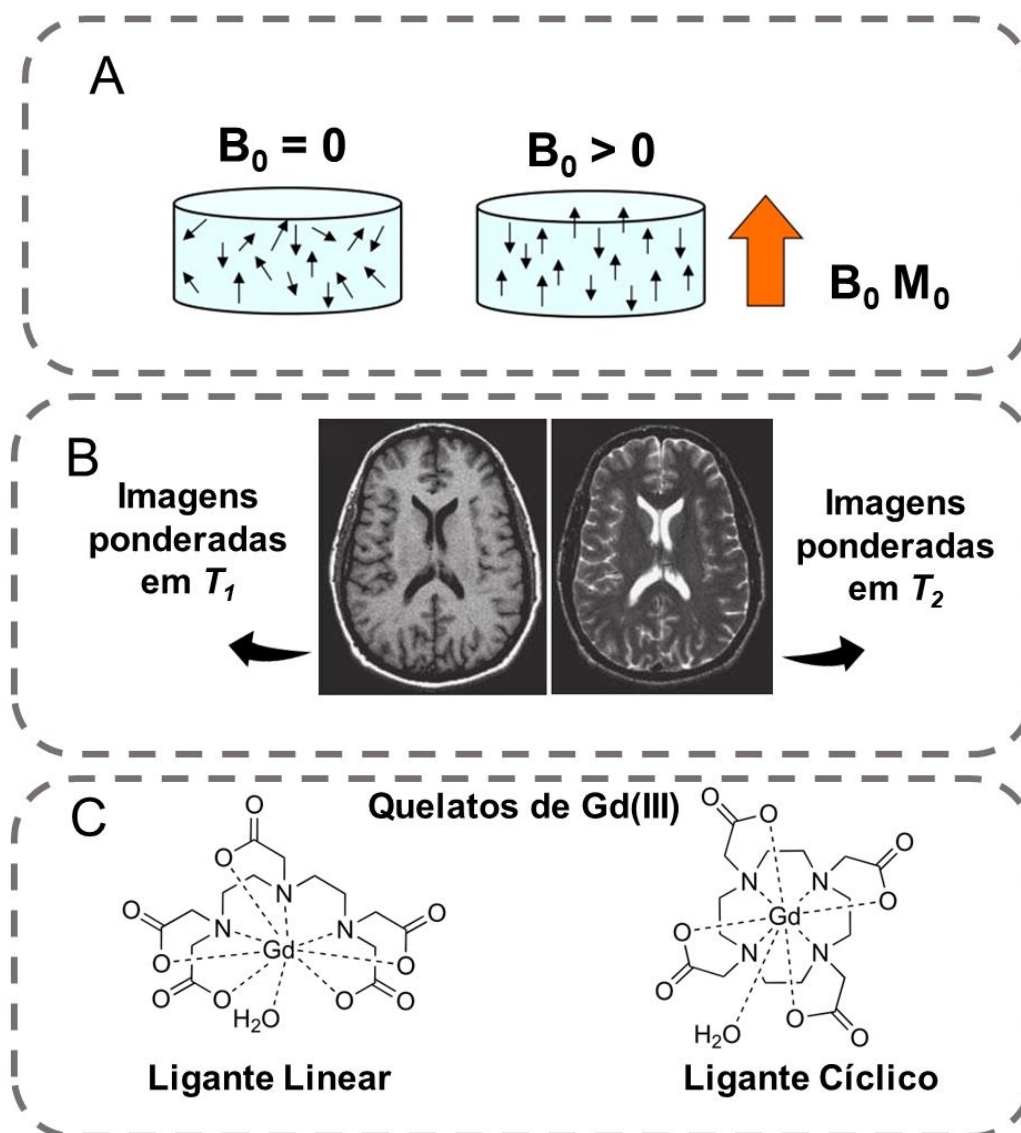 A
B₀ = 0
B₀ > 0
B₀ M₀
B
Imagens
ponderadas
em T₁
Imagens
ponderadas
em T₂
C
Quelatos de Gd(III)
O
O
N
O
O
N
N
O
O
Gd
O
O
O
O
H₂O
Ligante Linear
O
O
O
O
N
N
Gd
O
O
N
N
O
O
H₂O
Ligante Cíclico